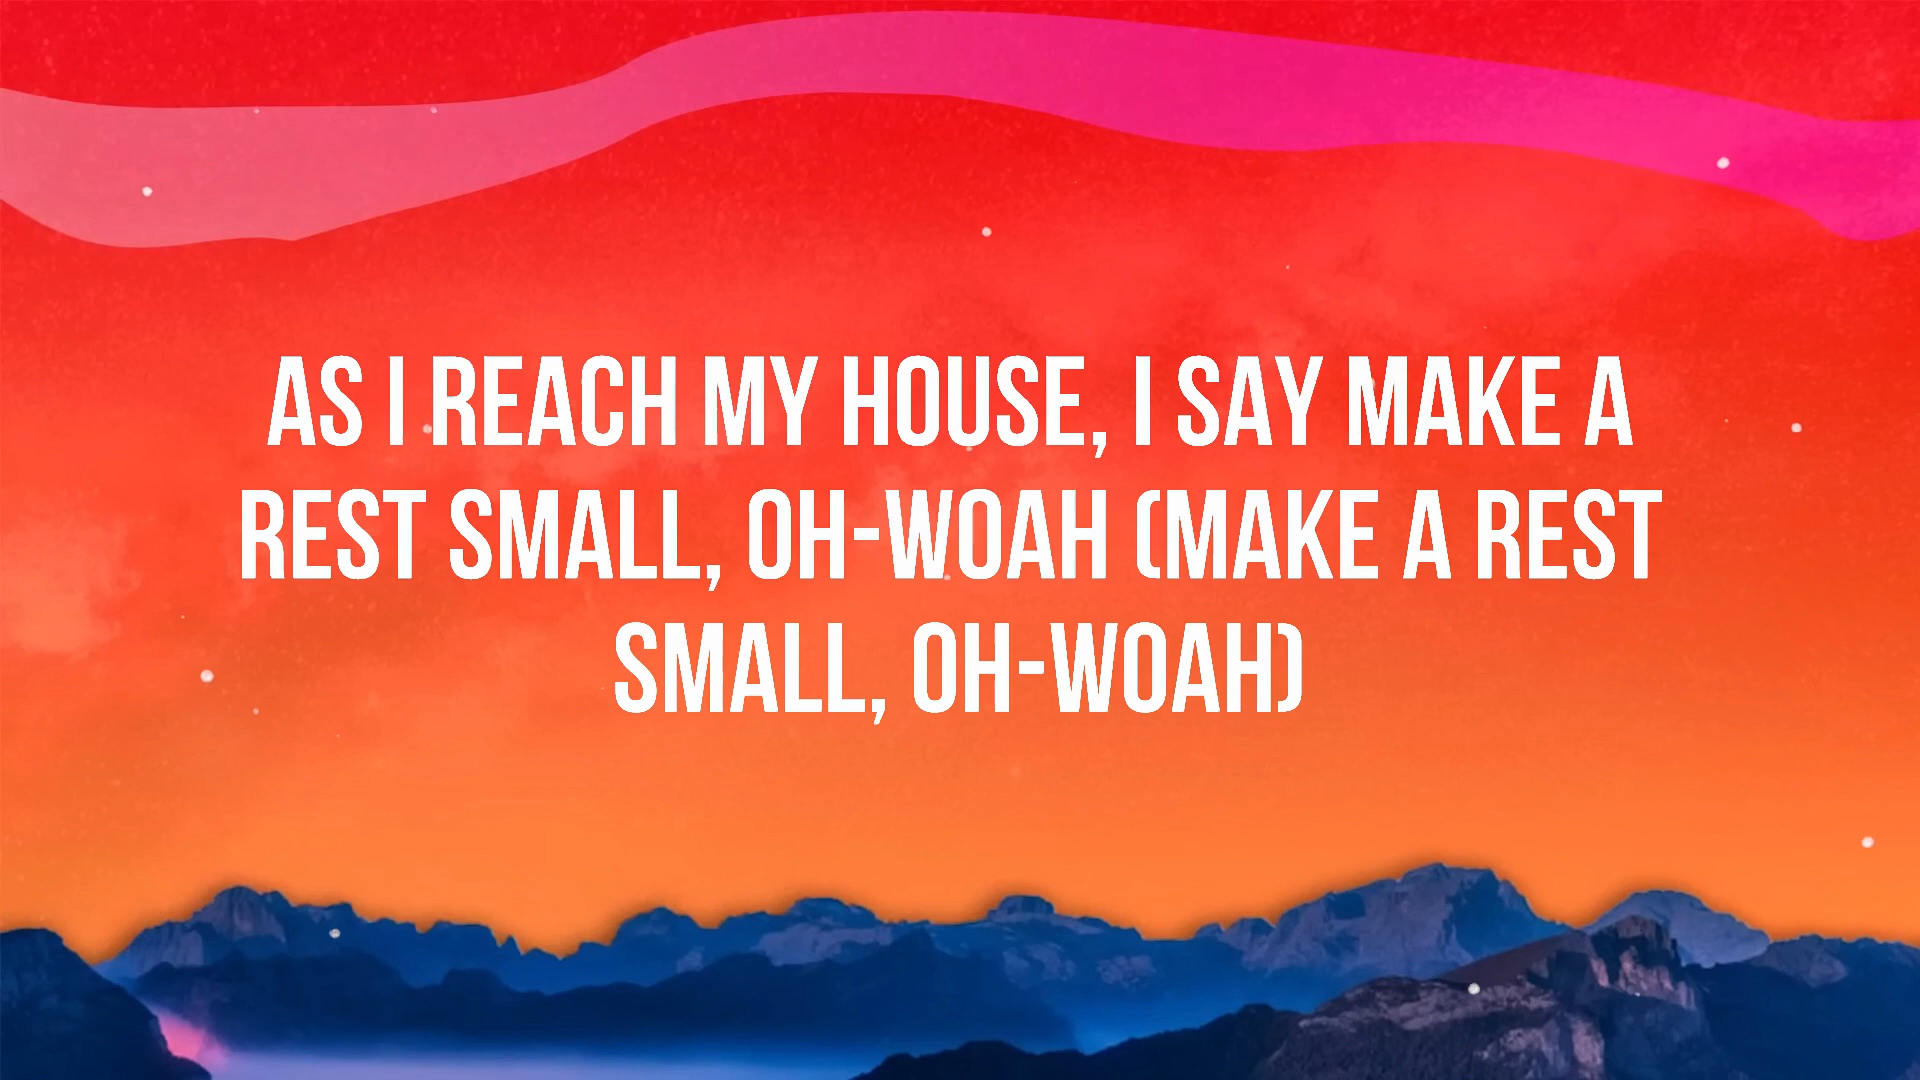 AS I REACH MY HOUSE, I SAY MAKE A
REST SMALL, OH-WOAH (MAKE A REST
SMALL, OH-WOAH)